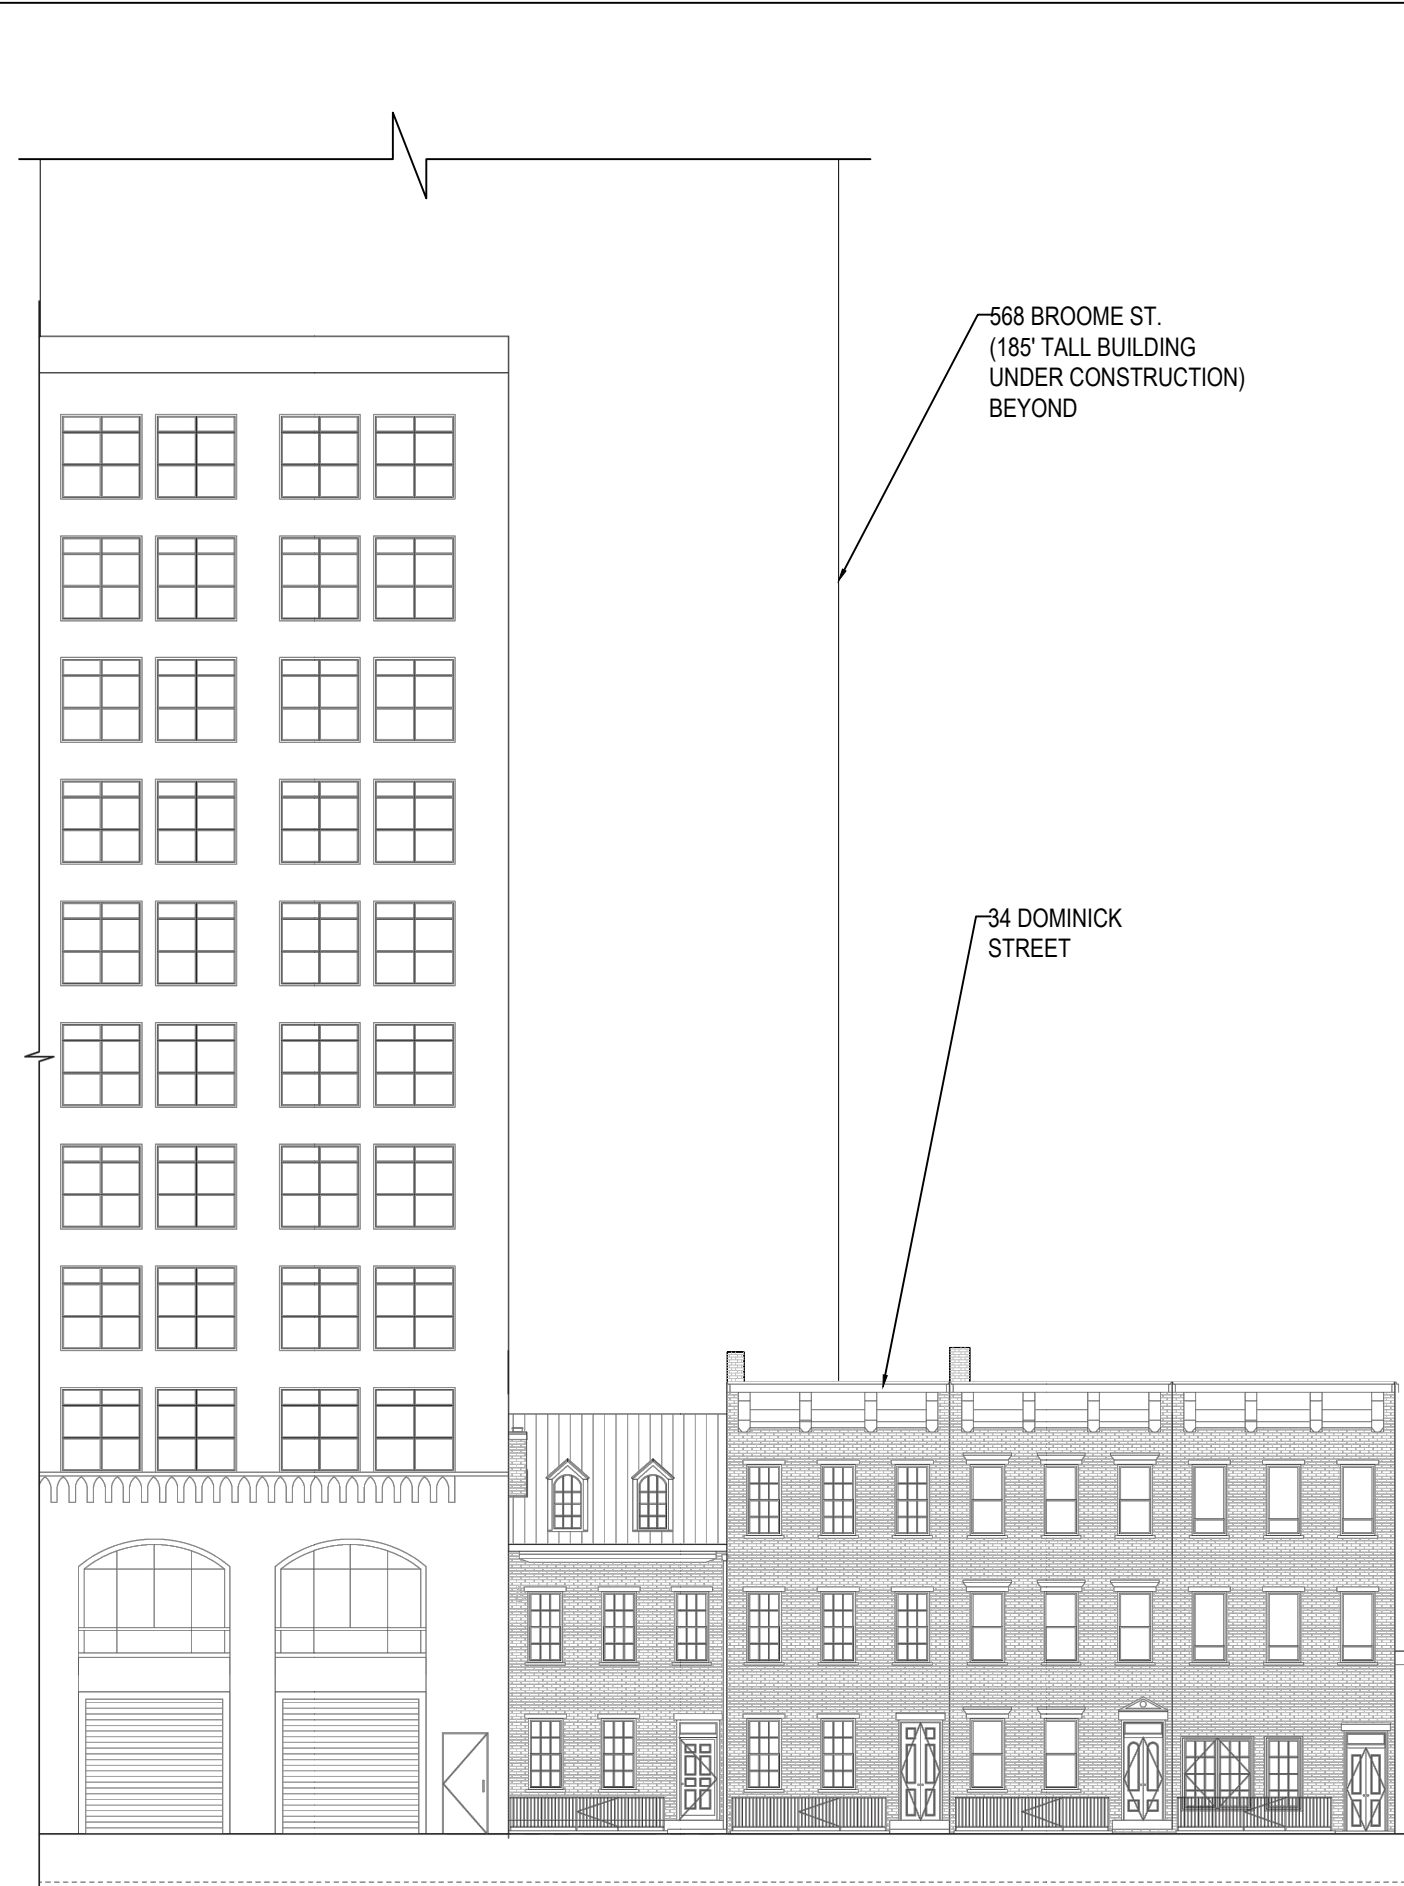 568 BROOME ST.
(185' TALL BUILDING
UNDER CONSTRUCTION)
BEYOND
34 DOMINICK
STREET